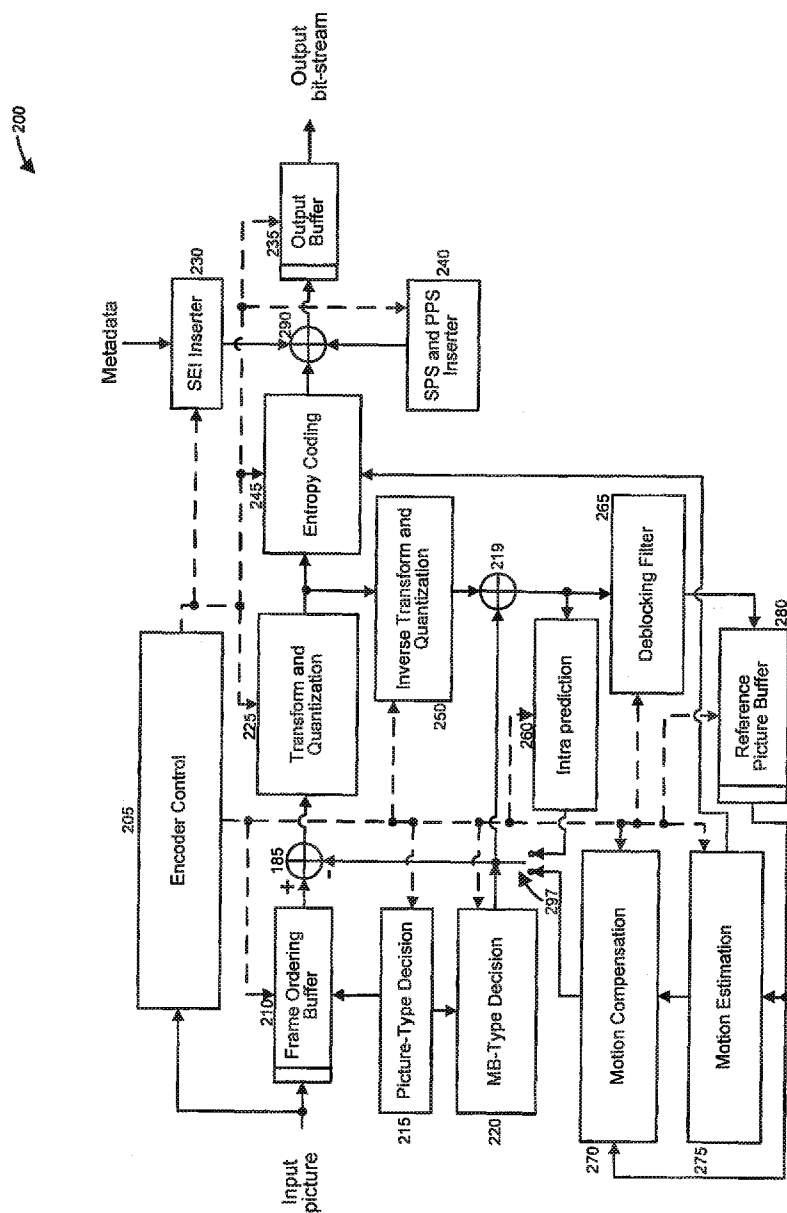 200
Metadata
230
SEI Inserter
Output
bit-stream
235
Output
Buffer
290
240
SPS and PPS
Inserter
205
Encoder Control
245
Entropy Coding
225
Transform and
Quantization
Inverse Transform and
Quantization
250
219
185
+
-
210
Frame Ordering
Buffer
Input
picture
Picture-Type Decision
215
MB-Type Decision
220
297
260
Intra prediction
265
Deblocking Filter
280
Reference
Picture Buffer
Motion Compensation
270
Motion Estimation
275